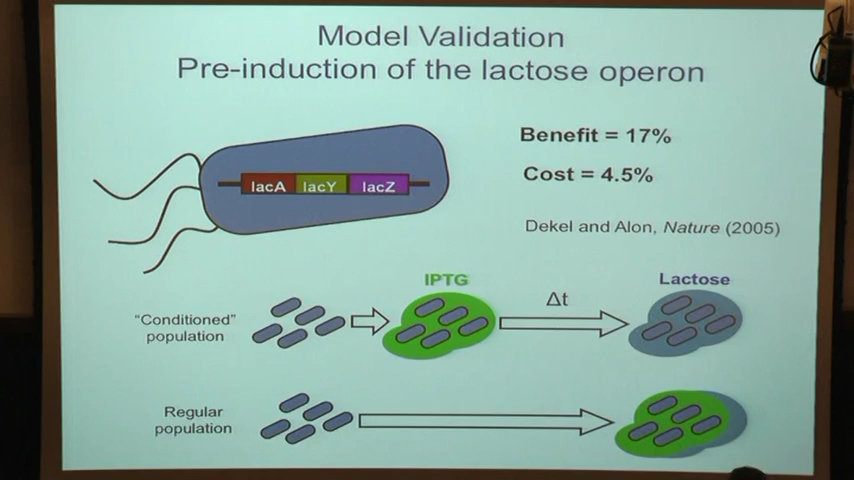 Model Validation
Pre-induction of the lactose operon
Benefit = 17%
lacA lacY lacZ
Cost = 4.5%
Dekel and Alon, Nature (2005)
IPTG
Lactose
Δt
"Conditioned"
population
Regular
population